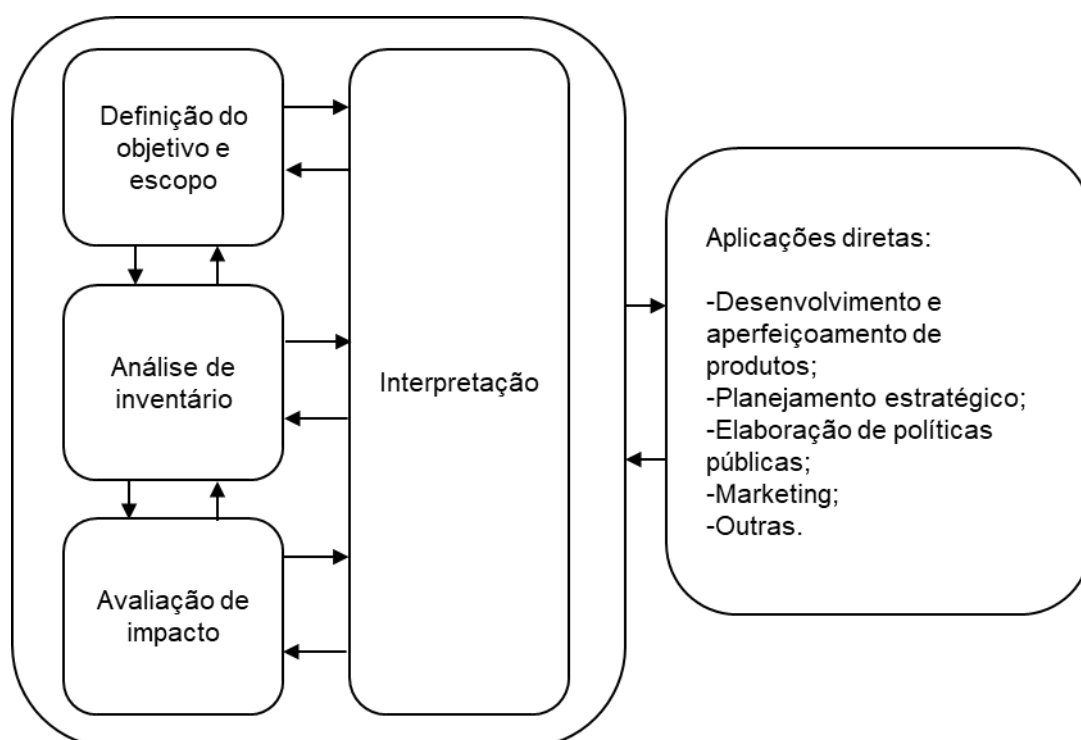 Definição do
objetivo e
escopo
Análise de
inventário
Avaliação de
impacto
Interpretação
Aplicações diretas:
-Desenvolvimento e
aperfeiçoamento de
produtos;
-Planejamento estratégico;
-Elaboração de políticas
públicas;
-Marketing;
-Outras.